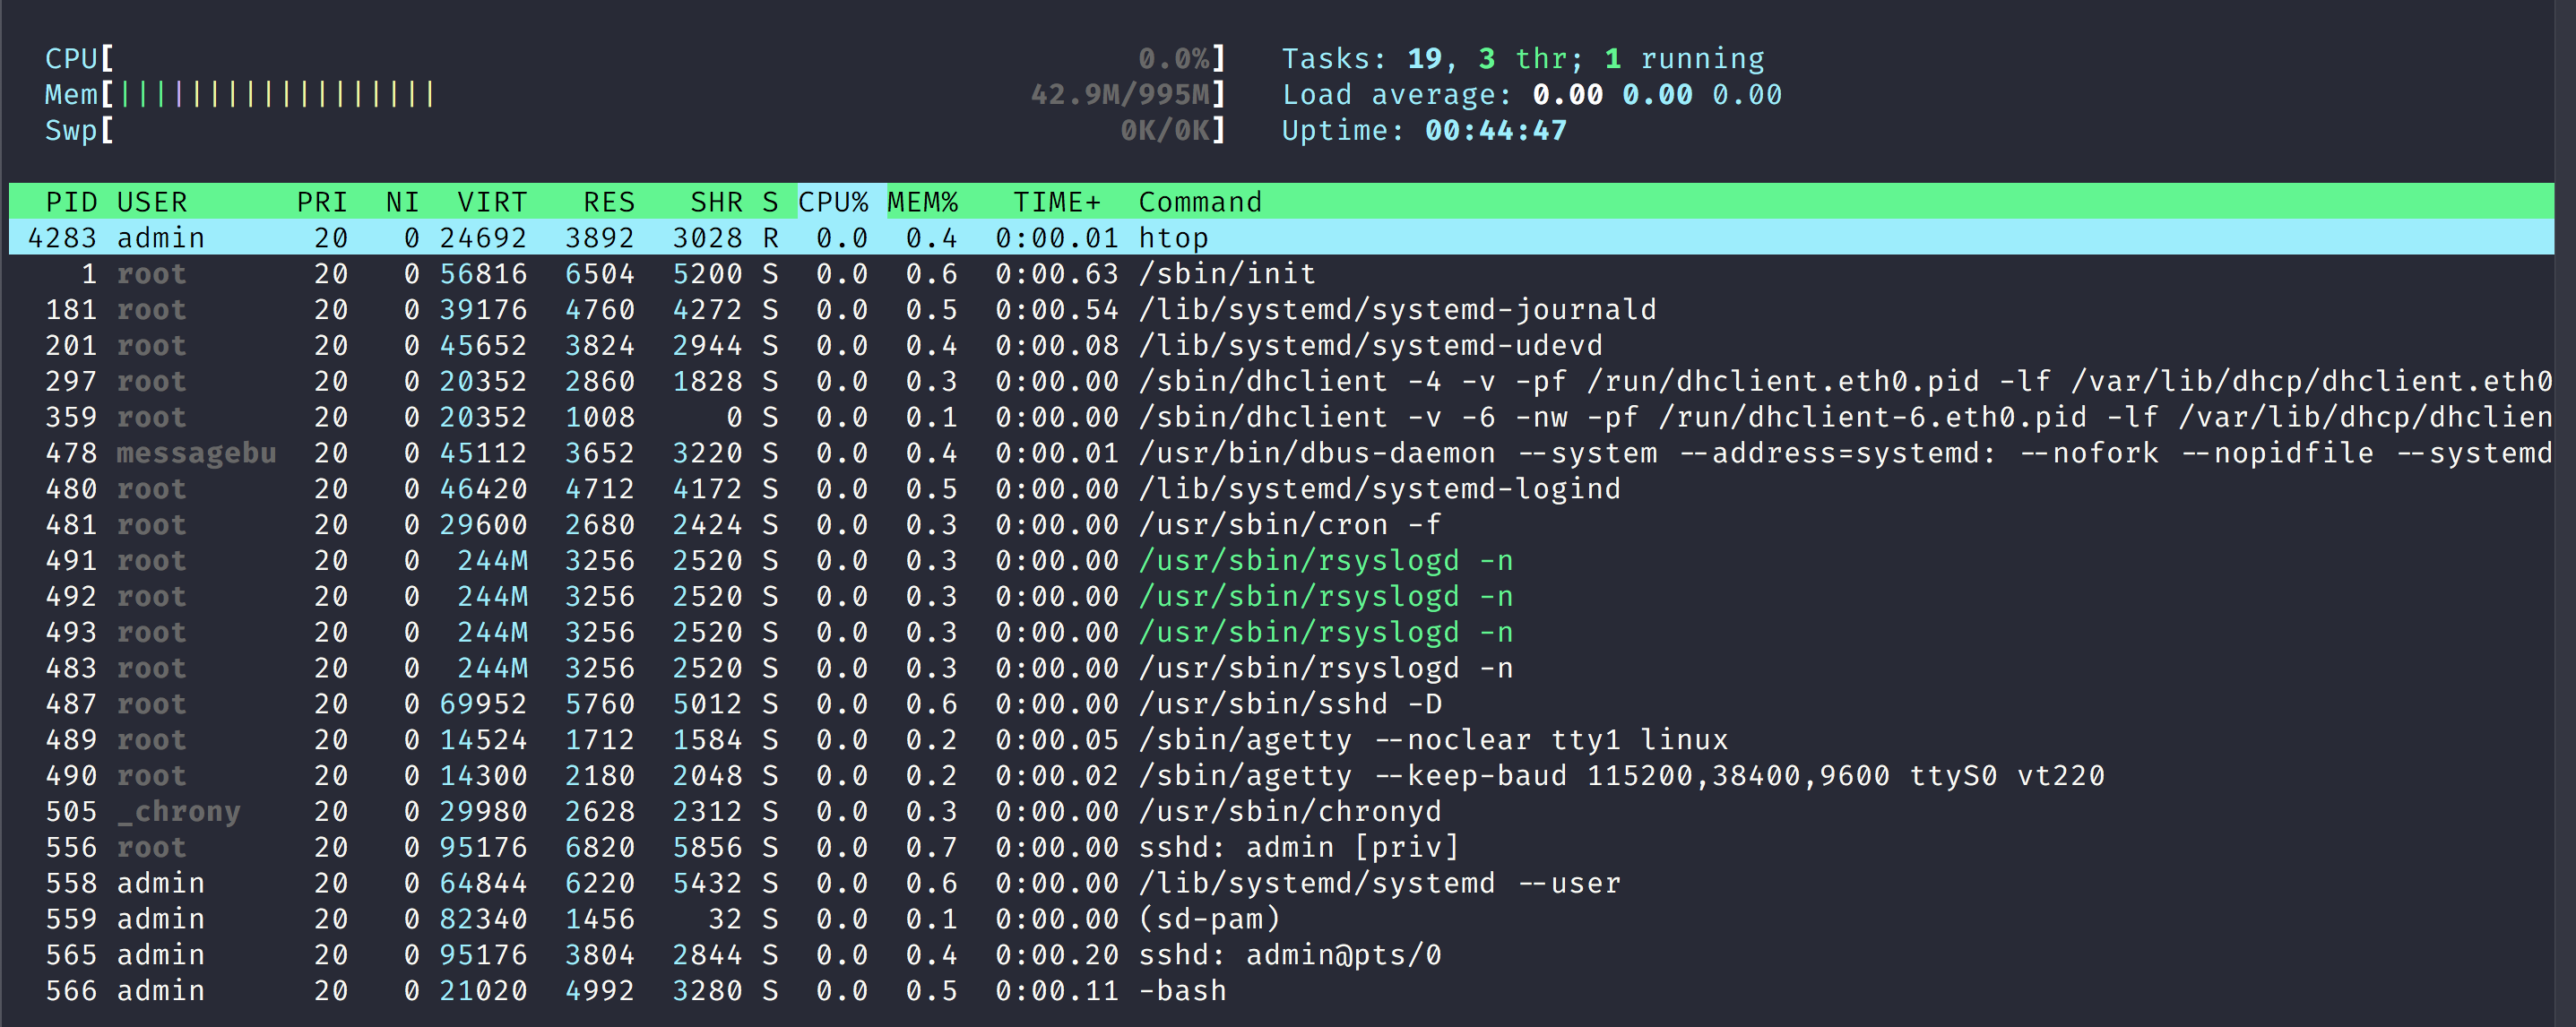 CPU[ 0.0%] Tasks: 19, 3 thr; 1 running
Mem[|||||||||||||||||| 42.9M/995M] Load average: 0.00 0.00 0.00
Swp[ 0K/0K] Uptime: 00:44:47
PID USER PRI NI VIRT RES SHR S CPU% MEM% TIME+ Command
4283 admin 20 0 24692 3892 3028 R 0.0 0.4 0:00.01 htop
1 root 20 0 56816 6504 5200 S 0.0 0.6 0:00.63 /sbin/init
181 root 20 0 39176 4760 4272 S 0.0 0.5 0:00.54 /lib/systemd/systemd-journald
201 root 20 0 45652 3824 2944 S 0.0 0.4 0:00.08 /lib/systemd/systemd-udevd
297 root 20 0 20352 2860 1828 S 0.0 0.3 0:00.00 /sbin/dhclient -4 -v -pf /run/dhclient.eth0.pid -lf /var/lib/dhcp/dhclient.eth0
359 root 20 0 20352 1008 0 S 0.0 0.1 0:00.00 /sbin/dhclient -v -6 -nw -pf /run/dhclient-6.eth0.pid -lf /var/lib/dhcp/dhclien
478 messagebu 20 0 45112 3652 3220 S 0.0 0.4 0:00.01 /usr/bin/dbus-daemon --system --address=systemd: --nofork --nopidfile --systemd
480 root 20 0 46420 4712 4172 S 0.0 0.5 0:00.00 /lib/systemd/systemd-logind
481 root 20 0 29600 2680 2424 S 0.0 0.3 0:00.00 /usr/sbin/cron -f
491 root 20 0 244M 3256 2520 S 0.0 0.3 0:00.00 /usr/sbin/rsyslogd -n
492 root 20 0 244M 3256 2520 S 0.0 0.3 0:00.00 /usr/sbin/rsyslogd -n
493 root 20 0 244M 3256 2520 S 0.0 0.3 0:00.00 /usr/sbin/rsyslogd -n
483 root 20 0 244M 3256 2520 S 0.0 0.3 0:00.00 /usr/sbin/rsyslogd -n
487 root 20 0 69952 5760 5012 S 0.0 0.6 0:00.00 /usr/sbin/sshd -D
489 root 20 0 14524 1712 1584 S 0.0 0.2 0:00.05 /sbin/agetty --noclear tty1 linux
490 root 20 0 14300 2180 2048 S 0.0 0.2 0:00.02 /sbin/agetty --keep-baud 115200,38400,9600 ttyS0 vt220
505 _chrony 20 0 29980 2628 2312 S 0.0 0.3 0:00.00 /usr/sbin/chronyd
556 root 20 0 95176 6820 5856 S 0.0 0.7 0:00.00 sshd: admin [priv]
558 admin 20 0 64844 6220 5432 S 0.0 0.6 0:00.00 /lib/systemd/systemd --user
559 admin 20 0 82340 1456 32 S 0.0 0.1 0:00.00 (sd-pam)
565 admin 20 0 95176 3804 2844 S 0.0 0.4 0:00.20 sshd: admin@pts/0
566 admin 20 0 21020 4992 3280 S 0.0 0.5 0:00.11 -bash